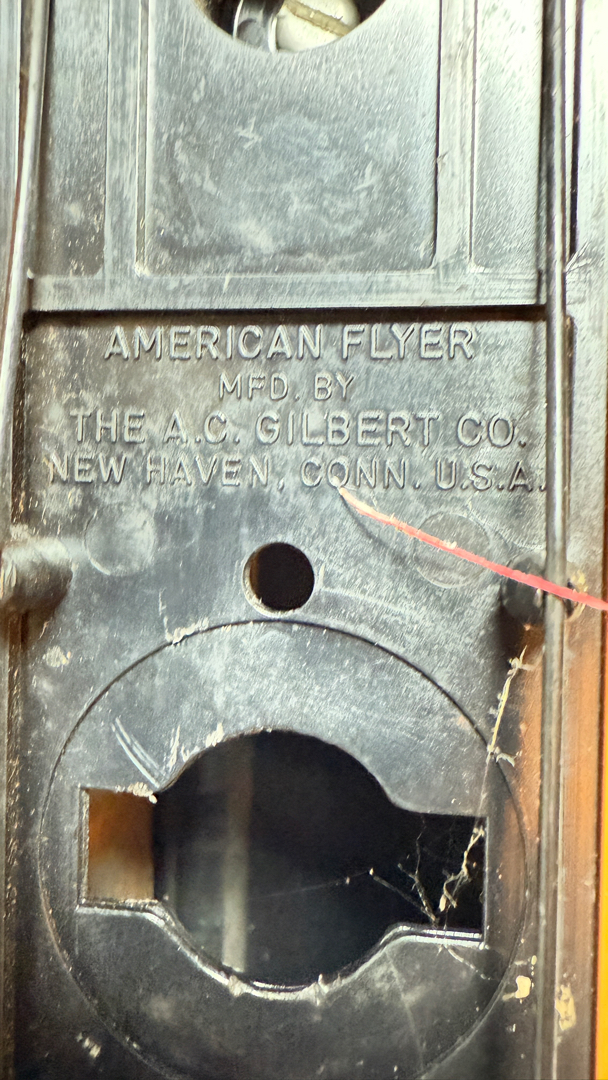 AMERICAN FLYER
MFD. BY
THE A.C. GILBERT CO.
NEW HAVEN, CONN. U.S.A.